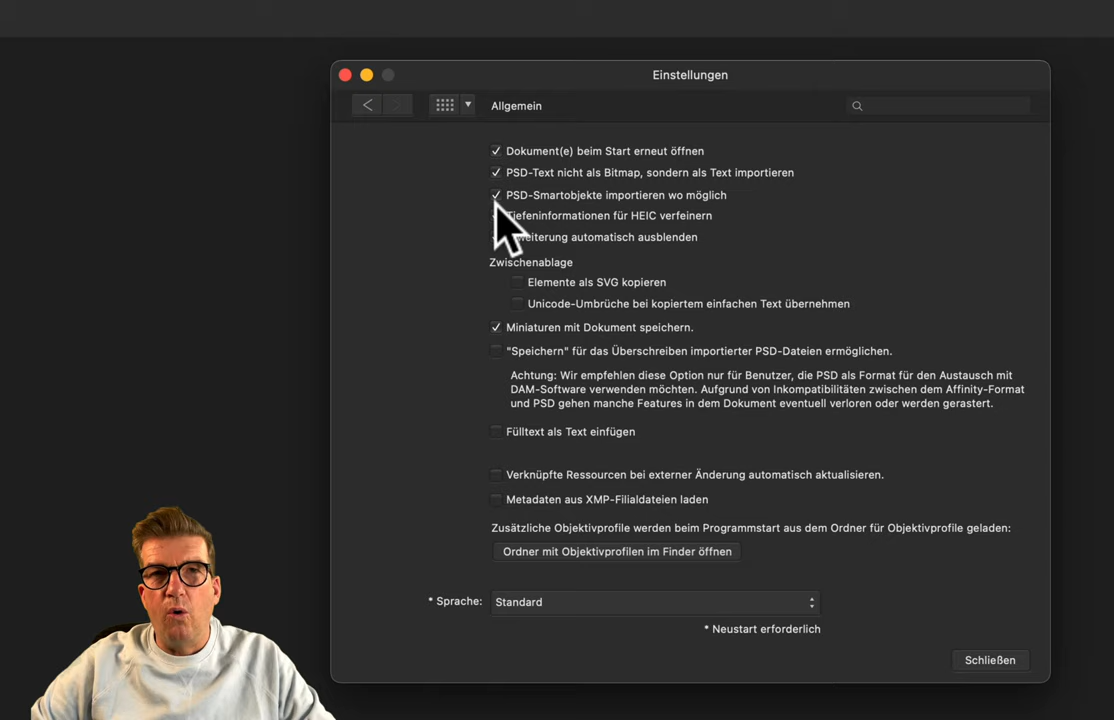 Einstellungen
Allgemein
Dokument(e) beim Start erneut öffnen
PSD-Text nicht als Bitmap, sondern als Text importieren
PSD-Smartobjekte importieren wo möglich
Tiefeninformationen für HEIC verfeinern
automatisch ausblenden
Zwischenablage
Elemente als SVG kopieren
Unicode-Umbrüche bei kopiertem einfachen Text übernehmen
Miniaturen mit Dokument speichern.
"Speichern" für das Überschreiben importierter PSD-Dateien ermöglichen.
Achtung: Wir empfehlen diese Option nur für Benutzer, die PSD als Format für den Austausch mit
DAM-Software verwenden möchten. Aufgrund von Inkompatibilitäten zwischen dem Affinity-Format
und PSD gehen manche Features in dem Dokument eventuell verloren oder werden gerastert.
Fülltext als Text einfügen
Verknüpfte Ressourcen bei externer Änderung automatisch aktualisieren.
Metadaten aus XMP-Filialdateien laden
Zusätzliche Objektivprofile werden beim Programmstart aus dem Ordner für Objektivprofile geladen:
Ordner mit Objektivprofilen im Finder öffnen
* Sprache: Standard
* Neustart erforderlich
Schließen